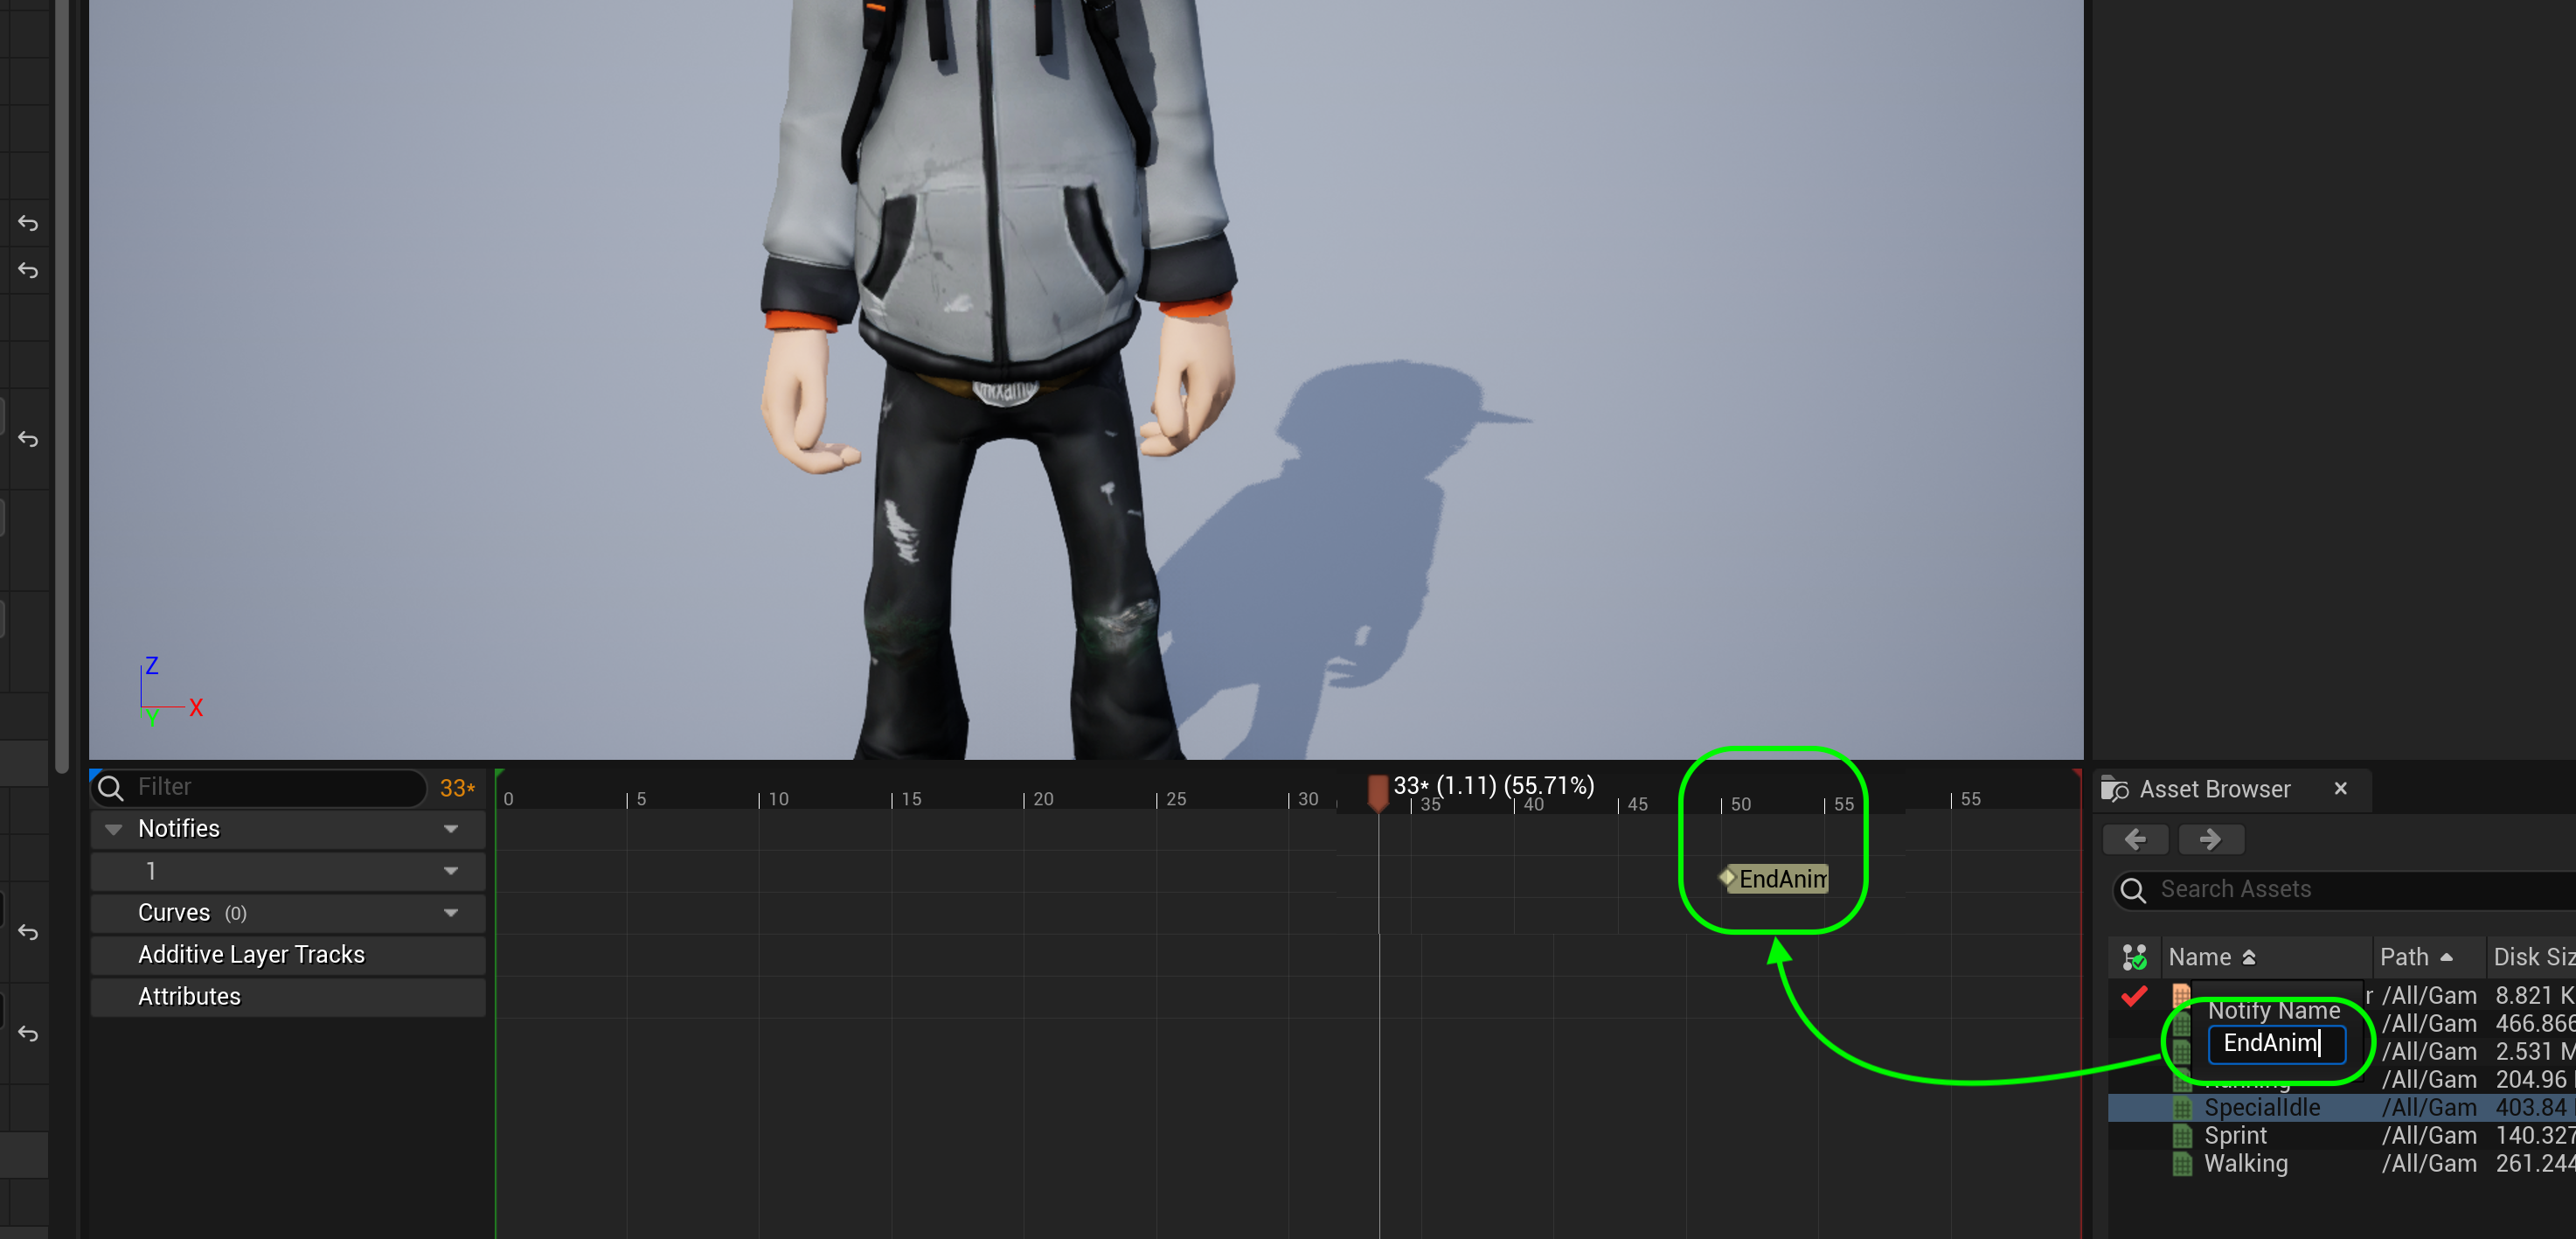 mixamo
Z
X
Y
Filter
33*
0
5
10
15
20
25
30
33* (1.11) (55.71%)
35
40
45
50
55
55
Notifies
1
EndAnim
Curves (0)
Additive Layer Tracks
Attributes
Asset Browser
Search Assets
Name
Path
Disk Siz
r /All/Gam 8.821 K
Notify Name
/All/Gam 466.866
EndAnim
/All/Gam 2.531 M
Running /All/Gam 204.96
SpecialIdle /All/Gam 403.84
Sprint /All/Gam 140.327
Walking /All/Gam 261.244